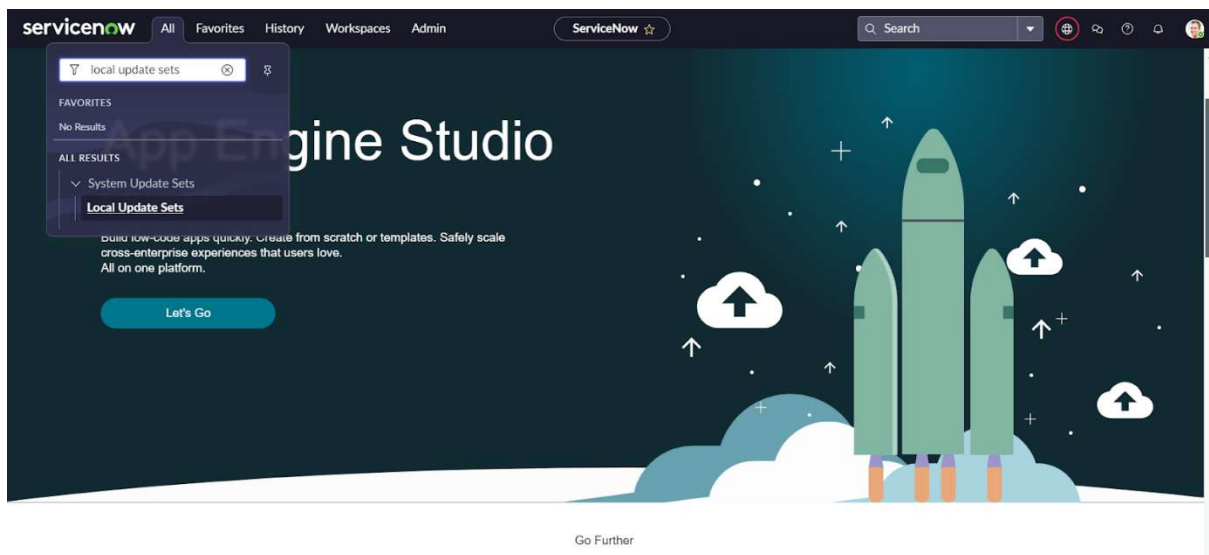 servicenow All Favorites History Workspaces Admin ServiceNow Search
local update sets
FAVORITES
No Results
App Engine Studio
ALL RESULTS
System Update Sets
Local Update Sets
Build low-code apps quickly. Create from scratch or templates. Safely scale
cross-enterprise experiences that users love.
All on one platform.
Let's Go
Go Further